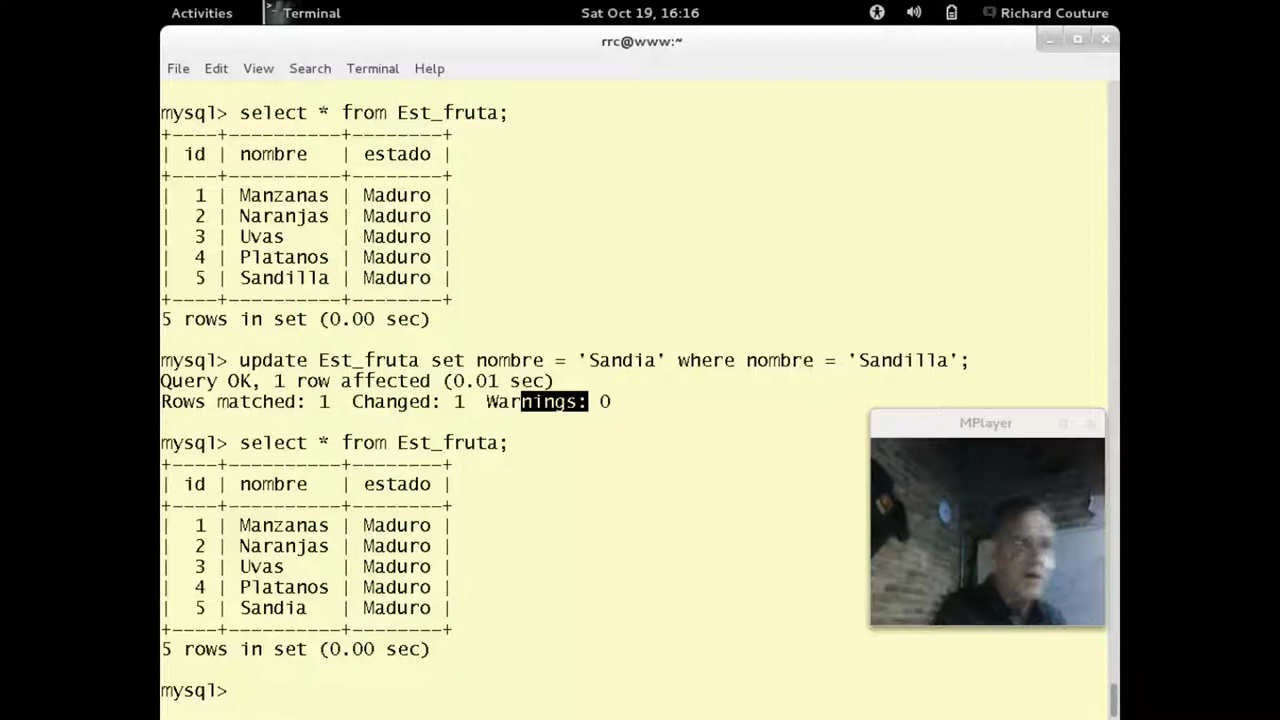 Activities Terminal Sat Oct 19, 16:16 Richard Couture
rrc@www:~
File Edit View Search Terminal Help
mysql> select * from Est_fruta;
+----+----------+--------+
| id | nombre   | estado |
+----+----------+--------+
|  1 | Manzanas | Maduro |
|  2 | Naranjas | Maduro |
|  3 | Uvas     | Maduro |
|  4 | Platanos | Maduro |
|  5 | Sandilla | Maduro |
+----+----------+--------+
5 rows in set (0.00 sec)
mysql> update Est_fruta set nombre = 'Sandia' where nombre = 'Sandilla';
Query OK, 1 row affected (0.01 sec)
Rows matched: 1  Changed: 1  Warnings: 0
mysql> select * from Est_fruta;
+----+----------+--------+
| id | nombre   | estado |
+----+----------+--------+
|  1 | Manzanas | Maduro |
|  2 | Naranjas | Maduro |
|  3 | Uvas     | Maduro |
|  4 | Platanos | Maduro |
|  5 | Sandia   | Maduro |
+----+----------+--------+
5 rows in set (0.00 sec)
mysql>
MPlayer